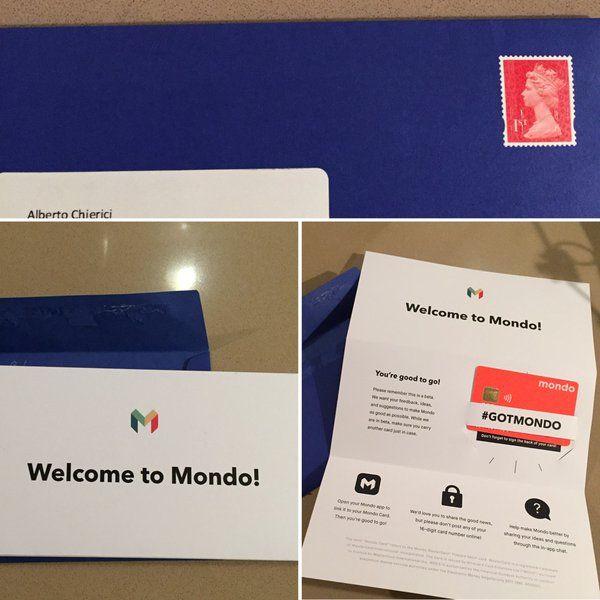 1ST
Alberto Chierici
Welcome to Mondo!
Welcome to Mondo!
You're good to go!
Please remember this is a beta.
We want your feedback, ideas,
and suggestions to make Mondo
as good as possible. While we
are in beta, make sure you carry
another card just in case.
mondo
#GOTMONDO
Don't forget to sign the back of your card!
Open your Mondo app to
link it to your Mondo Card.
Then you're good to go!
We'd love you to share the good news,
but please don't post any of your
16-digit card number online!
Help make Mondo better by
sharing your ideas and questions
through the in-app chat.